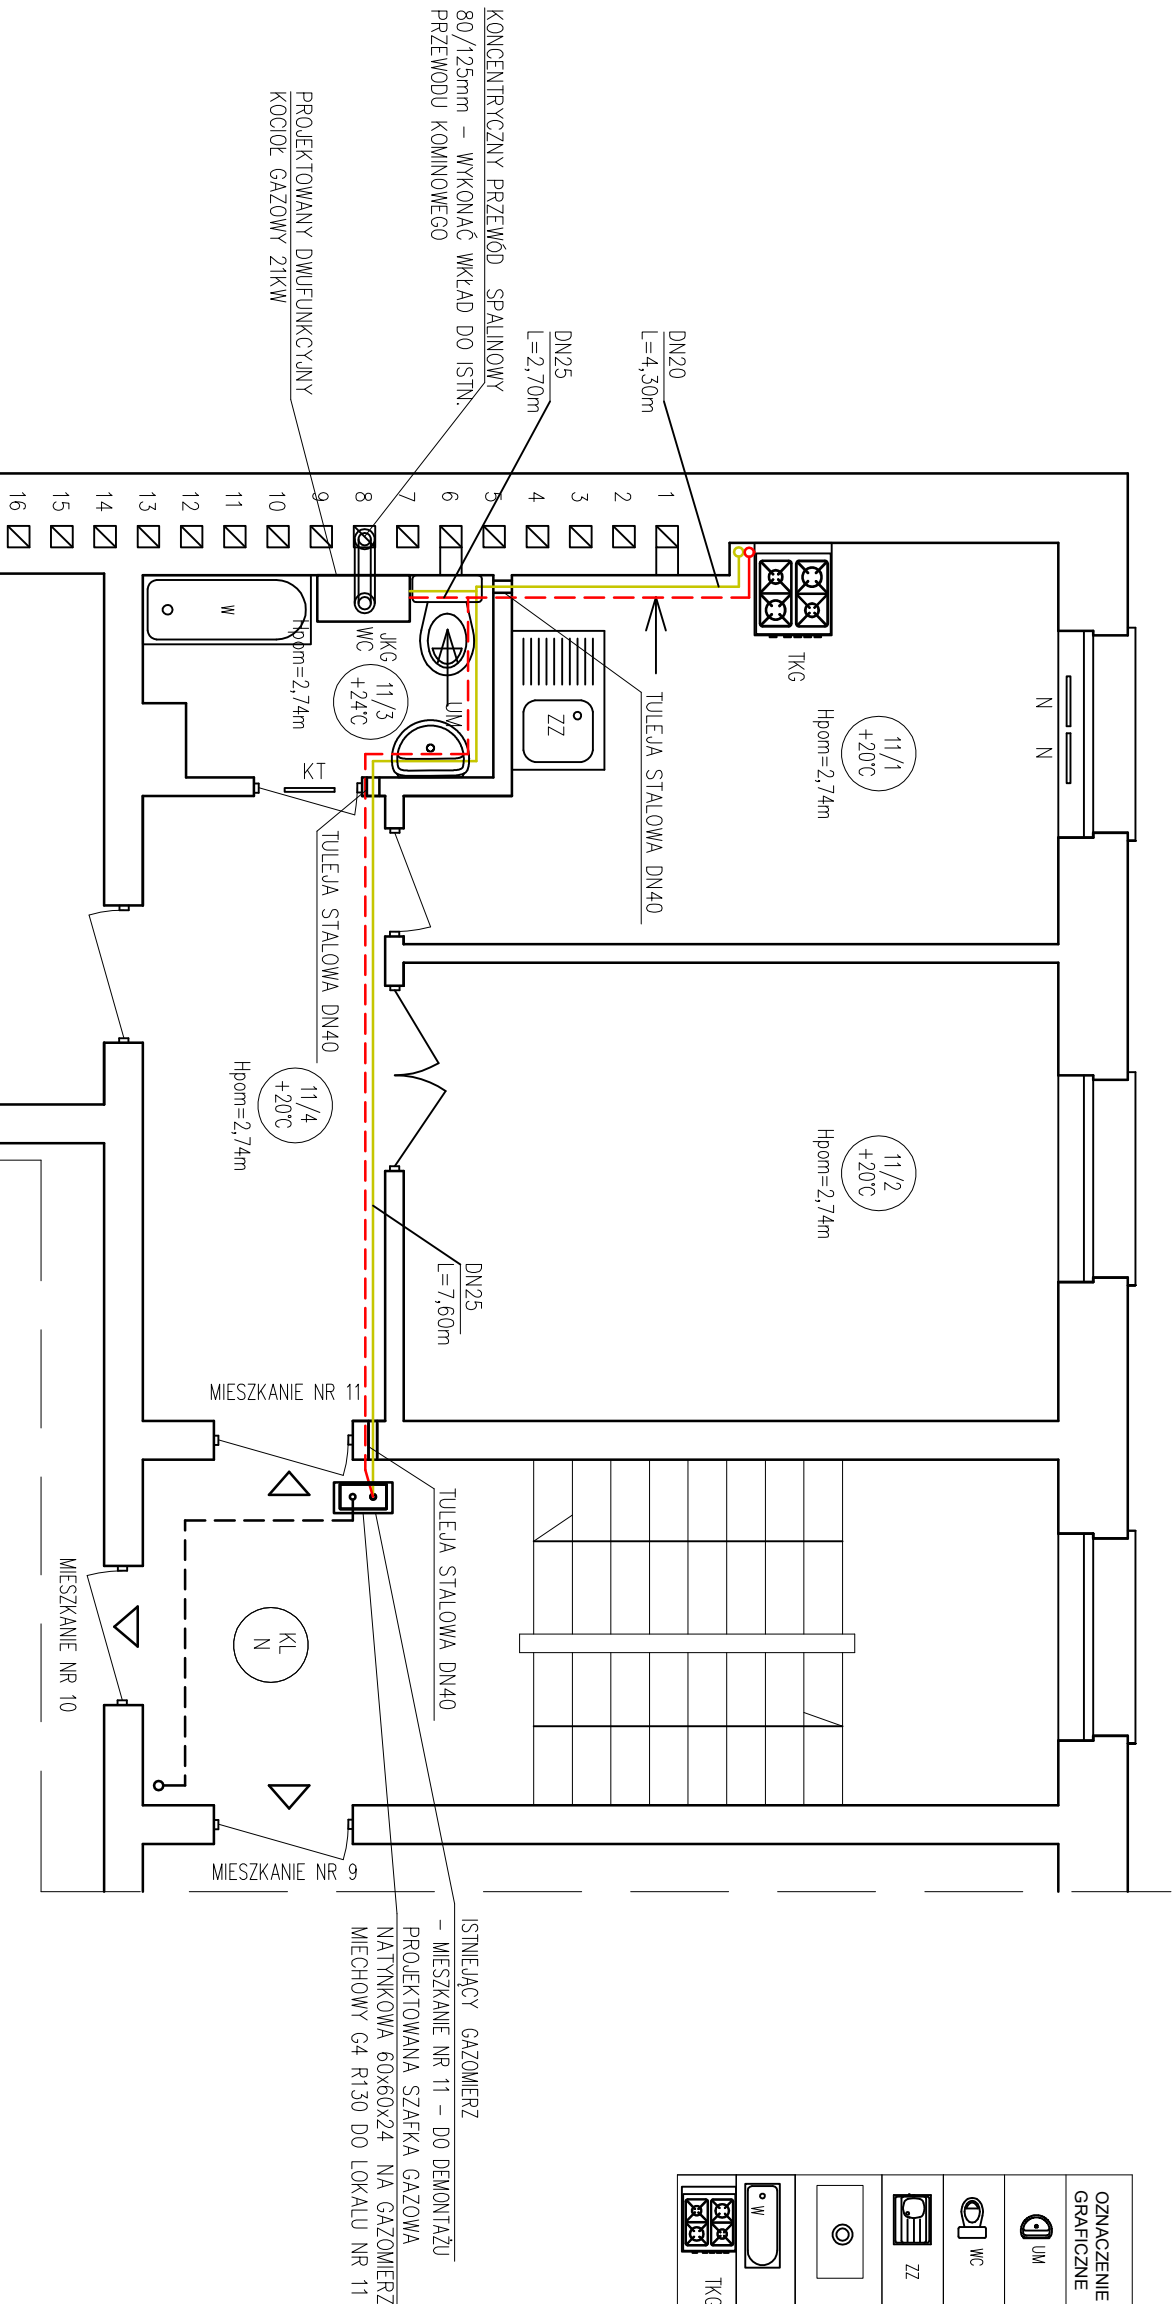 KONCENTRYCZNY PRZEWÓD SPALINOWY
80/125mm - WYKONAĆ WKŁAD DO ISTN.
PRZEWODU KOMINOWEGO
PROJEKTOWANY DWUFUNKCYJNY
KOCIOŁ GAZOWY 21KW
DN25
L=2,70m
DN20
L=4,30m
1
2
3
4
5
6
7
8
9
10
11
12
13
14
15
16
TKG
N N
11/1
+20°C
Hpom=2,74m
ZZ
TULEJA STALOWA DN40
W
JKG
WC
Hpom=2,74m
11/3
+24°C
UM
KT
TULEJA STALOWA DN40
11/4
+20°C
Hpom=2,74m
11/2
+20°C
Hpom=2,74m
DN25
L=7,60m
MIESZKANIE NR 11
TULEJA STALOWA DN40
KL
N
MIESZKANIE NR 10
MIESZKANIE NR 9
ISTNIEJĄCY GAZOMIERZ
- MIESZKANIE NR 11 - DO DEMONTAŻU
PROJEKTOWANA SZAFKA GAZOWA
NATYNKOWA 60x60x24 NA GAZOMIERZ
MIECHOWY G4 R130 DO LOKALU NR 11
OZNACZENIE
GRAFICZNE
UM
WC
ZZ
W
TKG